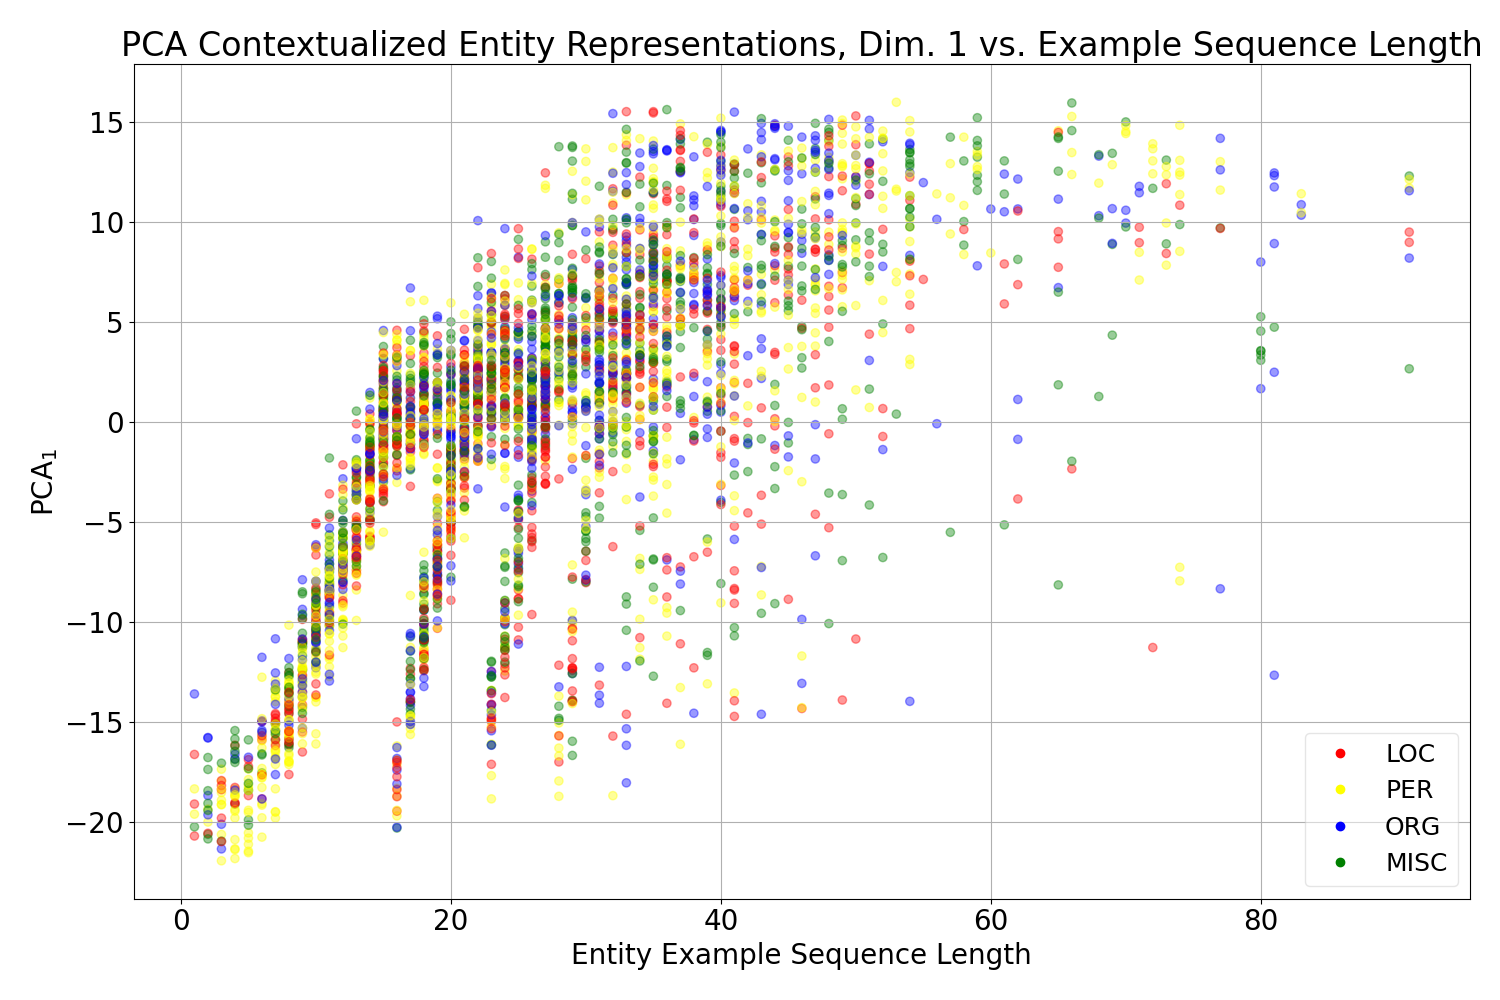 PCA Contextualized Entity Representations, Dim. 1 vs. Example Sequence Length
15
10
5
0
−5
−10
−15
−20
PCA₁
0 20 40 60 80
Entity Example Sequence Length
LOC
PER
ORG
MISC